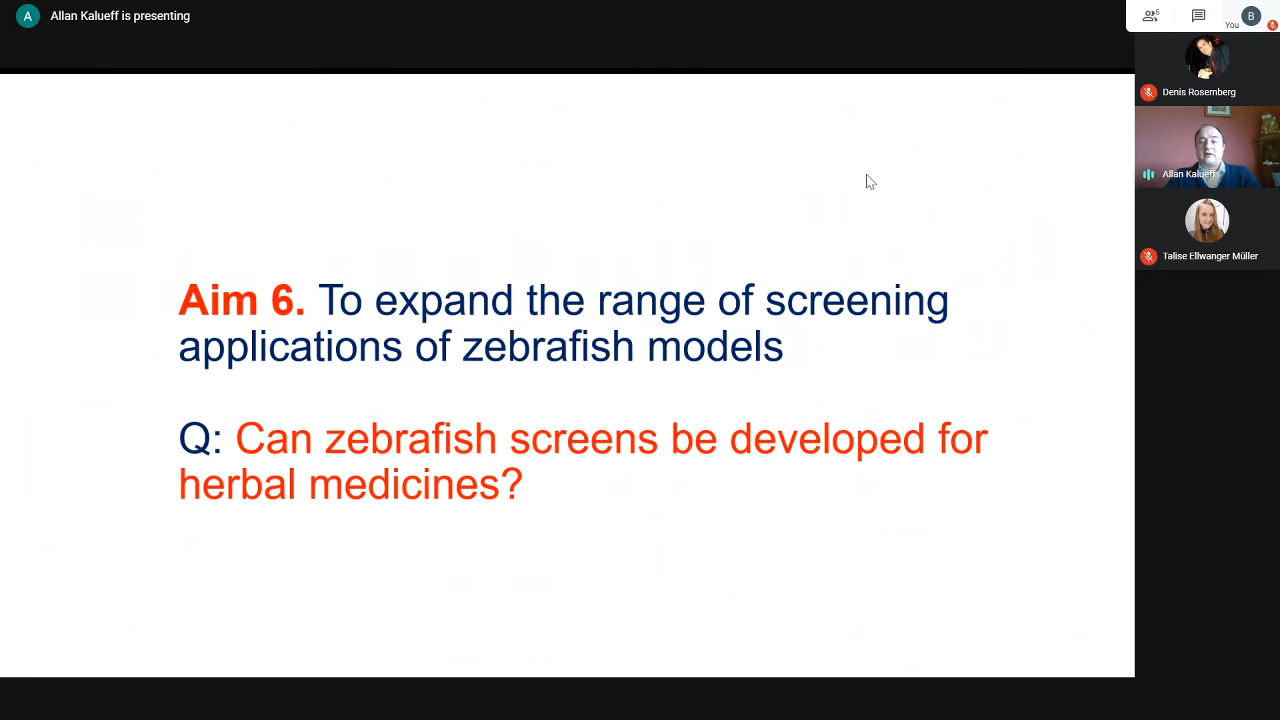 A
Allan Kalueff is presenting
5
You
B
Denis Rosemberg
Allan Kalueff
Talise Ellwanger Müller
Aim 6. To expand the range of screening
applications of zebrafish models
Q: Can zebrafish screens be developed for
herbal medicines?